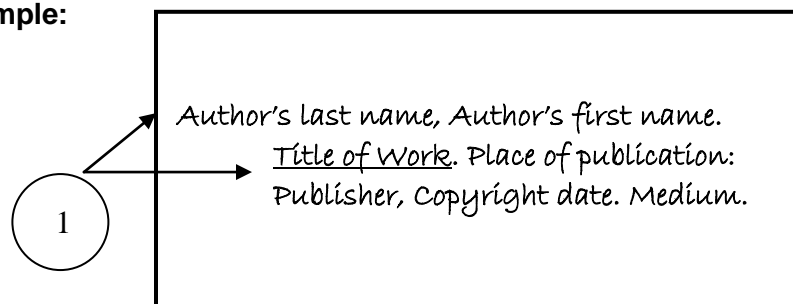 mple:
Author's last name, Author's first name.
Title of Work. Place of publication:
Publisher, Copyright date. Medium.
1